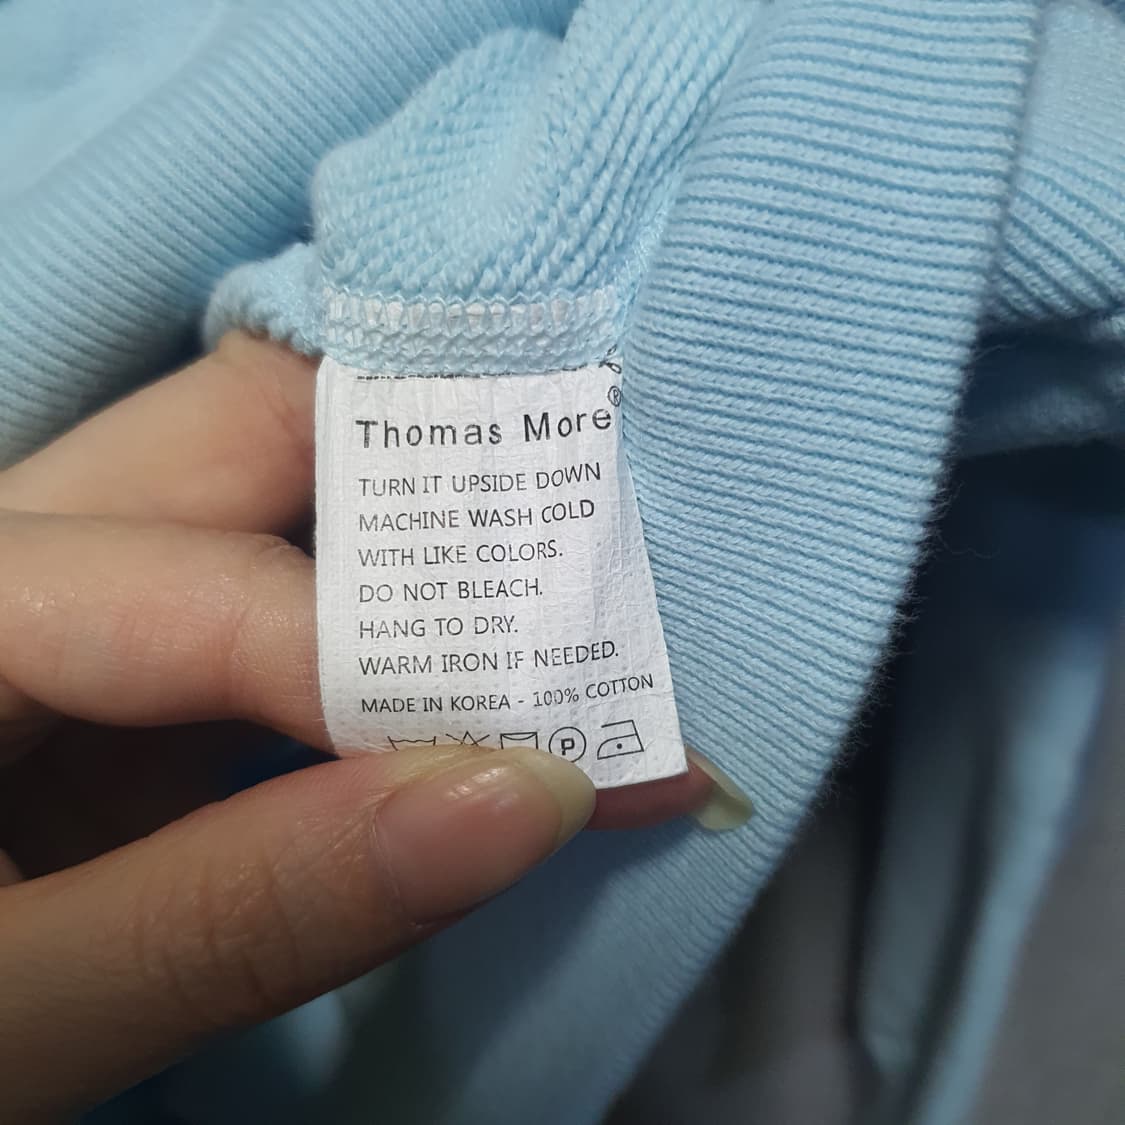 Thomas More®
TURN IT UPSIDE DOWN
MACHINE WASH COLD
WITH LIKE COLORS.
DO NOT BLEACH.
HANG TO DRY.
WARM IRON IF NEEDED.
MADE IN KOREA - 100% COTTON
P